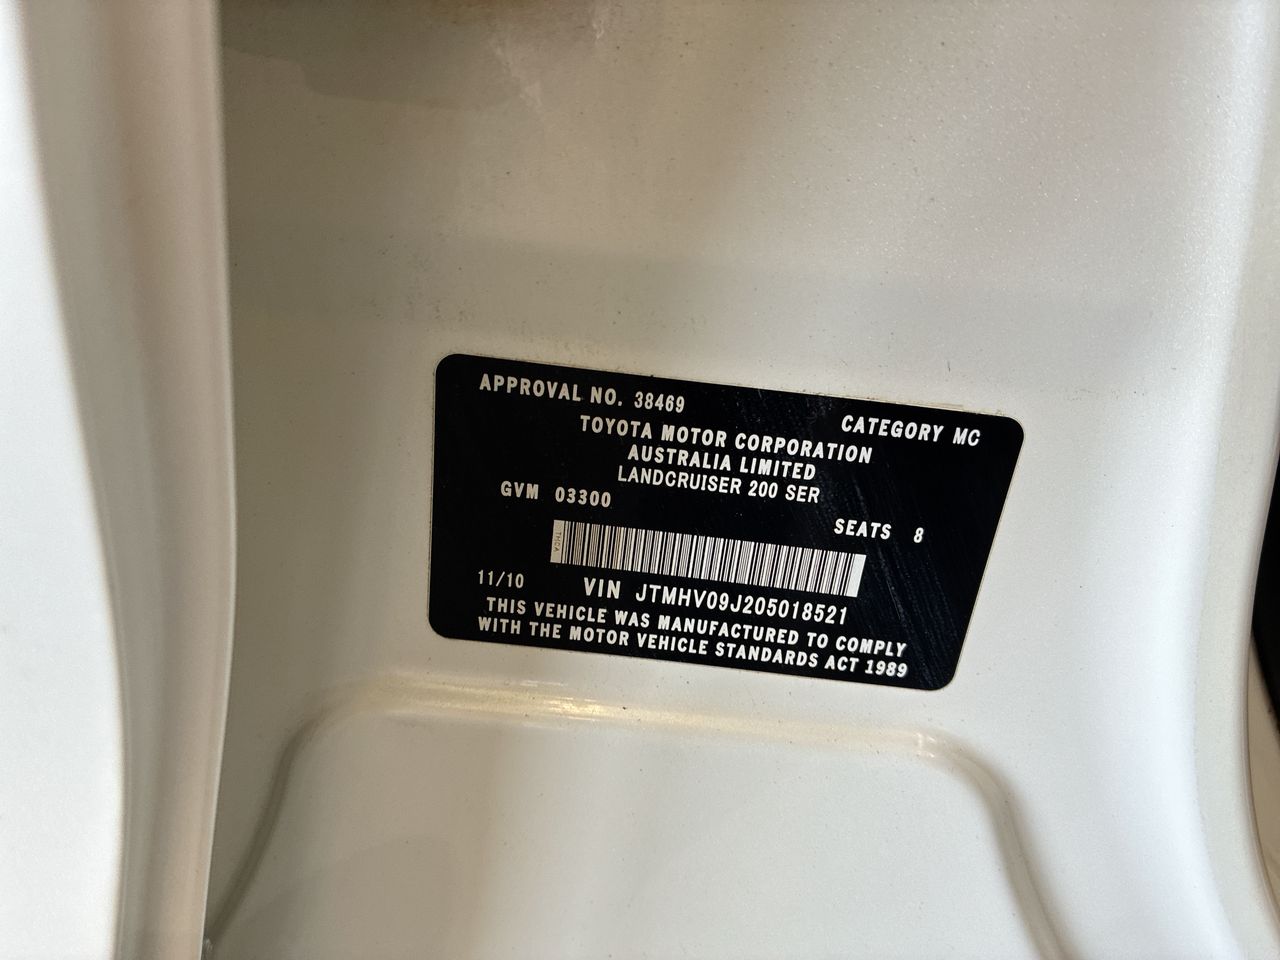 APPROVAL NO. 38469
CATEGORY MC
TOYOTA MOTOR CORPORATION
AUSTRALIA LIMITED
LANDCRUISER 200 SER
GVM 03300
SEATS 8
TMCA
11/10
VIN JTMHV09J205018521
THIS VEHICLE WAS MANUFACTURED TO COMPLY
WITH THE MOTOR VEHICLE STANDARDS ACT 1989